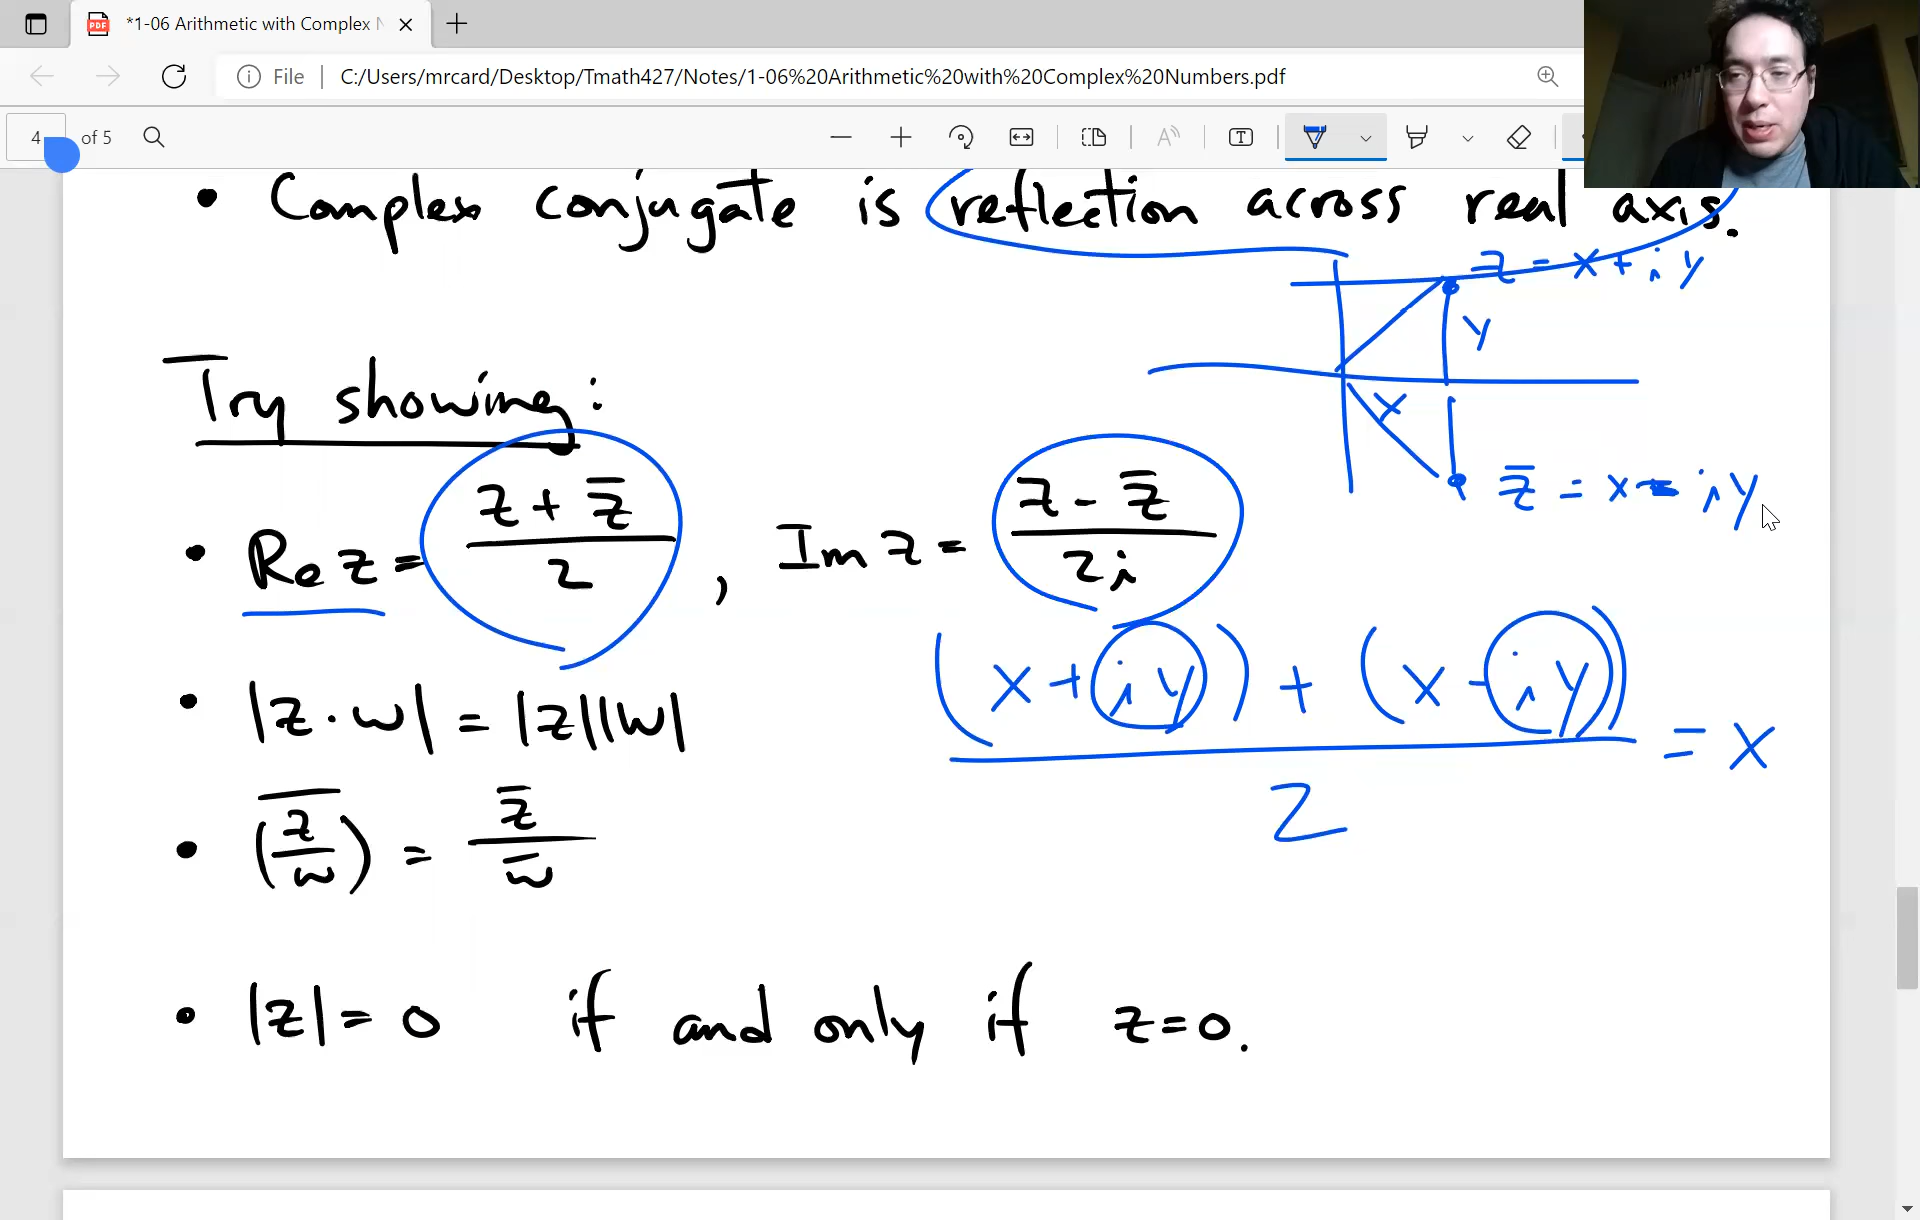 *1-06 Arithmetic with Complex N
File | C:/Users/mrcard/Desktop/Tmath427/Notes/1-06%20Arithmetic%20with%20Complex%20Numbers.pdf
4 of 5
• Complex conjugate is reflection across real axis.
z = x + iy
y
x
z̅ = x - iy
Try showing:
• Re z = (z + z̅)/2 , Im z = (z - z̅)/2i
(x + iy) + (x - iy)
/2 = x
• |z · w| = |z||w|
• \overline{(z/w)} = z̅/w̅
• |z| = 0 if and only if z = 0.